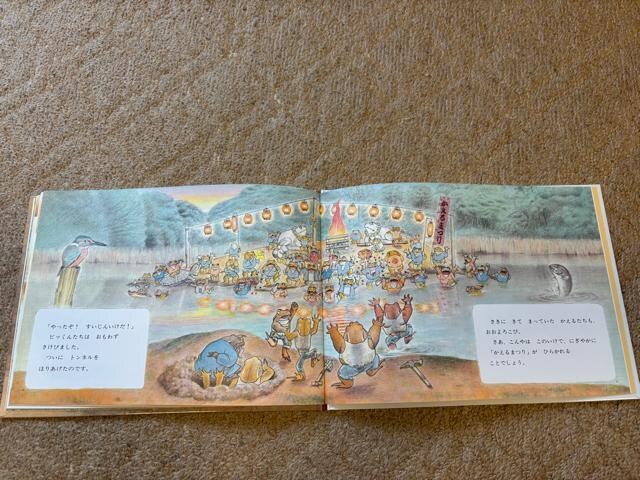 「やったぞ! すいじんいけだ!」
ピッくんたちは おもわず
さけびました。
ついに トンネルを
ほりあげたのです。
かえるまつり
さきに きて まっていた かえるたちも、
おおよろこび。
さあ、こんやは このいけで、にぎやかに
「かえるまつり」が ひらかれる
ことでしょう。